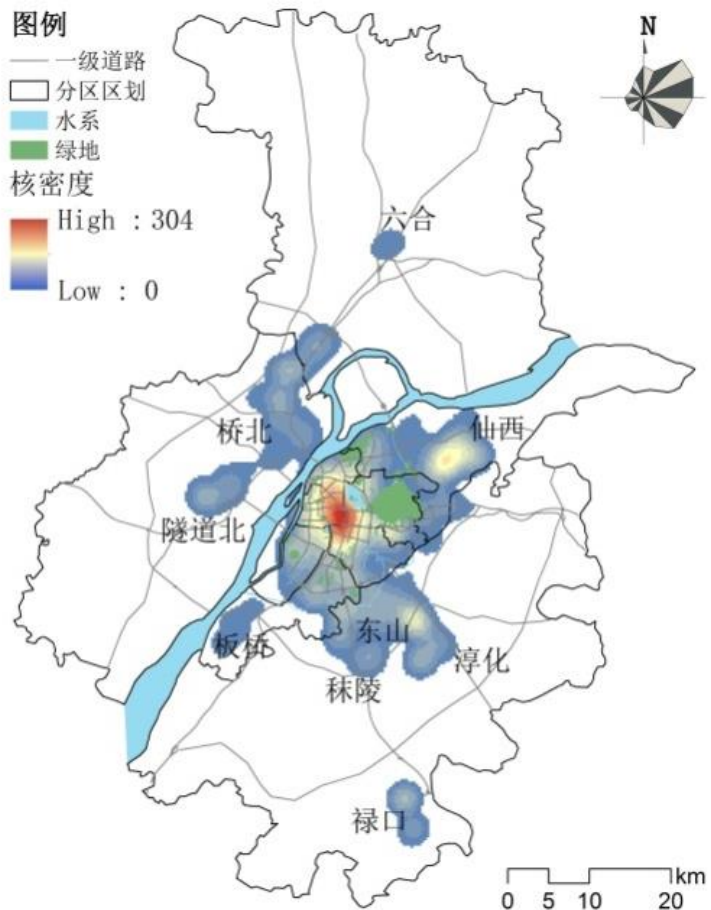 图例
一级道路
分区区划
水系
绿地
核密度
High : 304
Low : 0
N
六合
桥北
仙西
隧道北
板桥
东山
淳化
秣陵
禄口
km
0 5 10 20